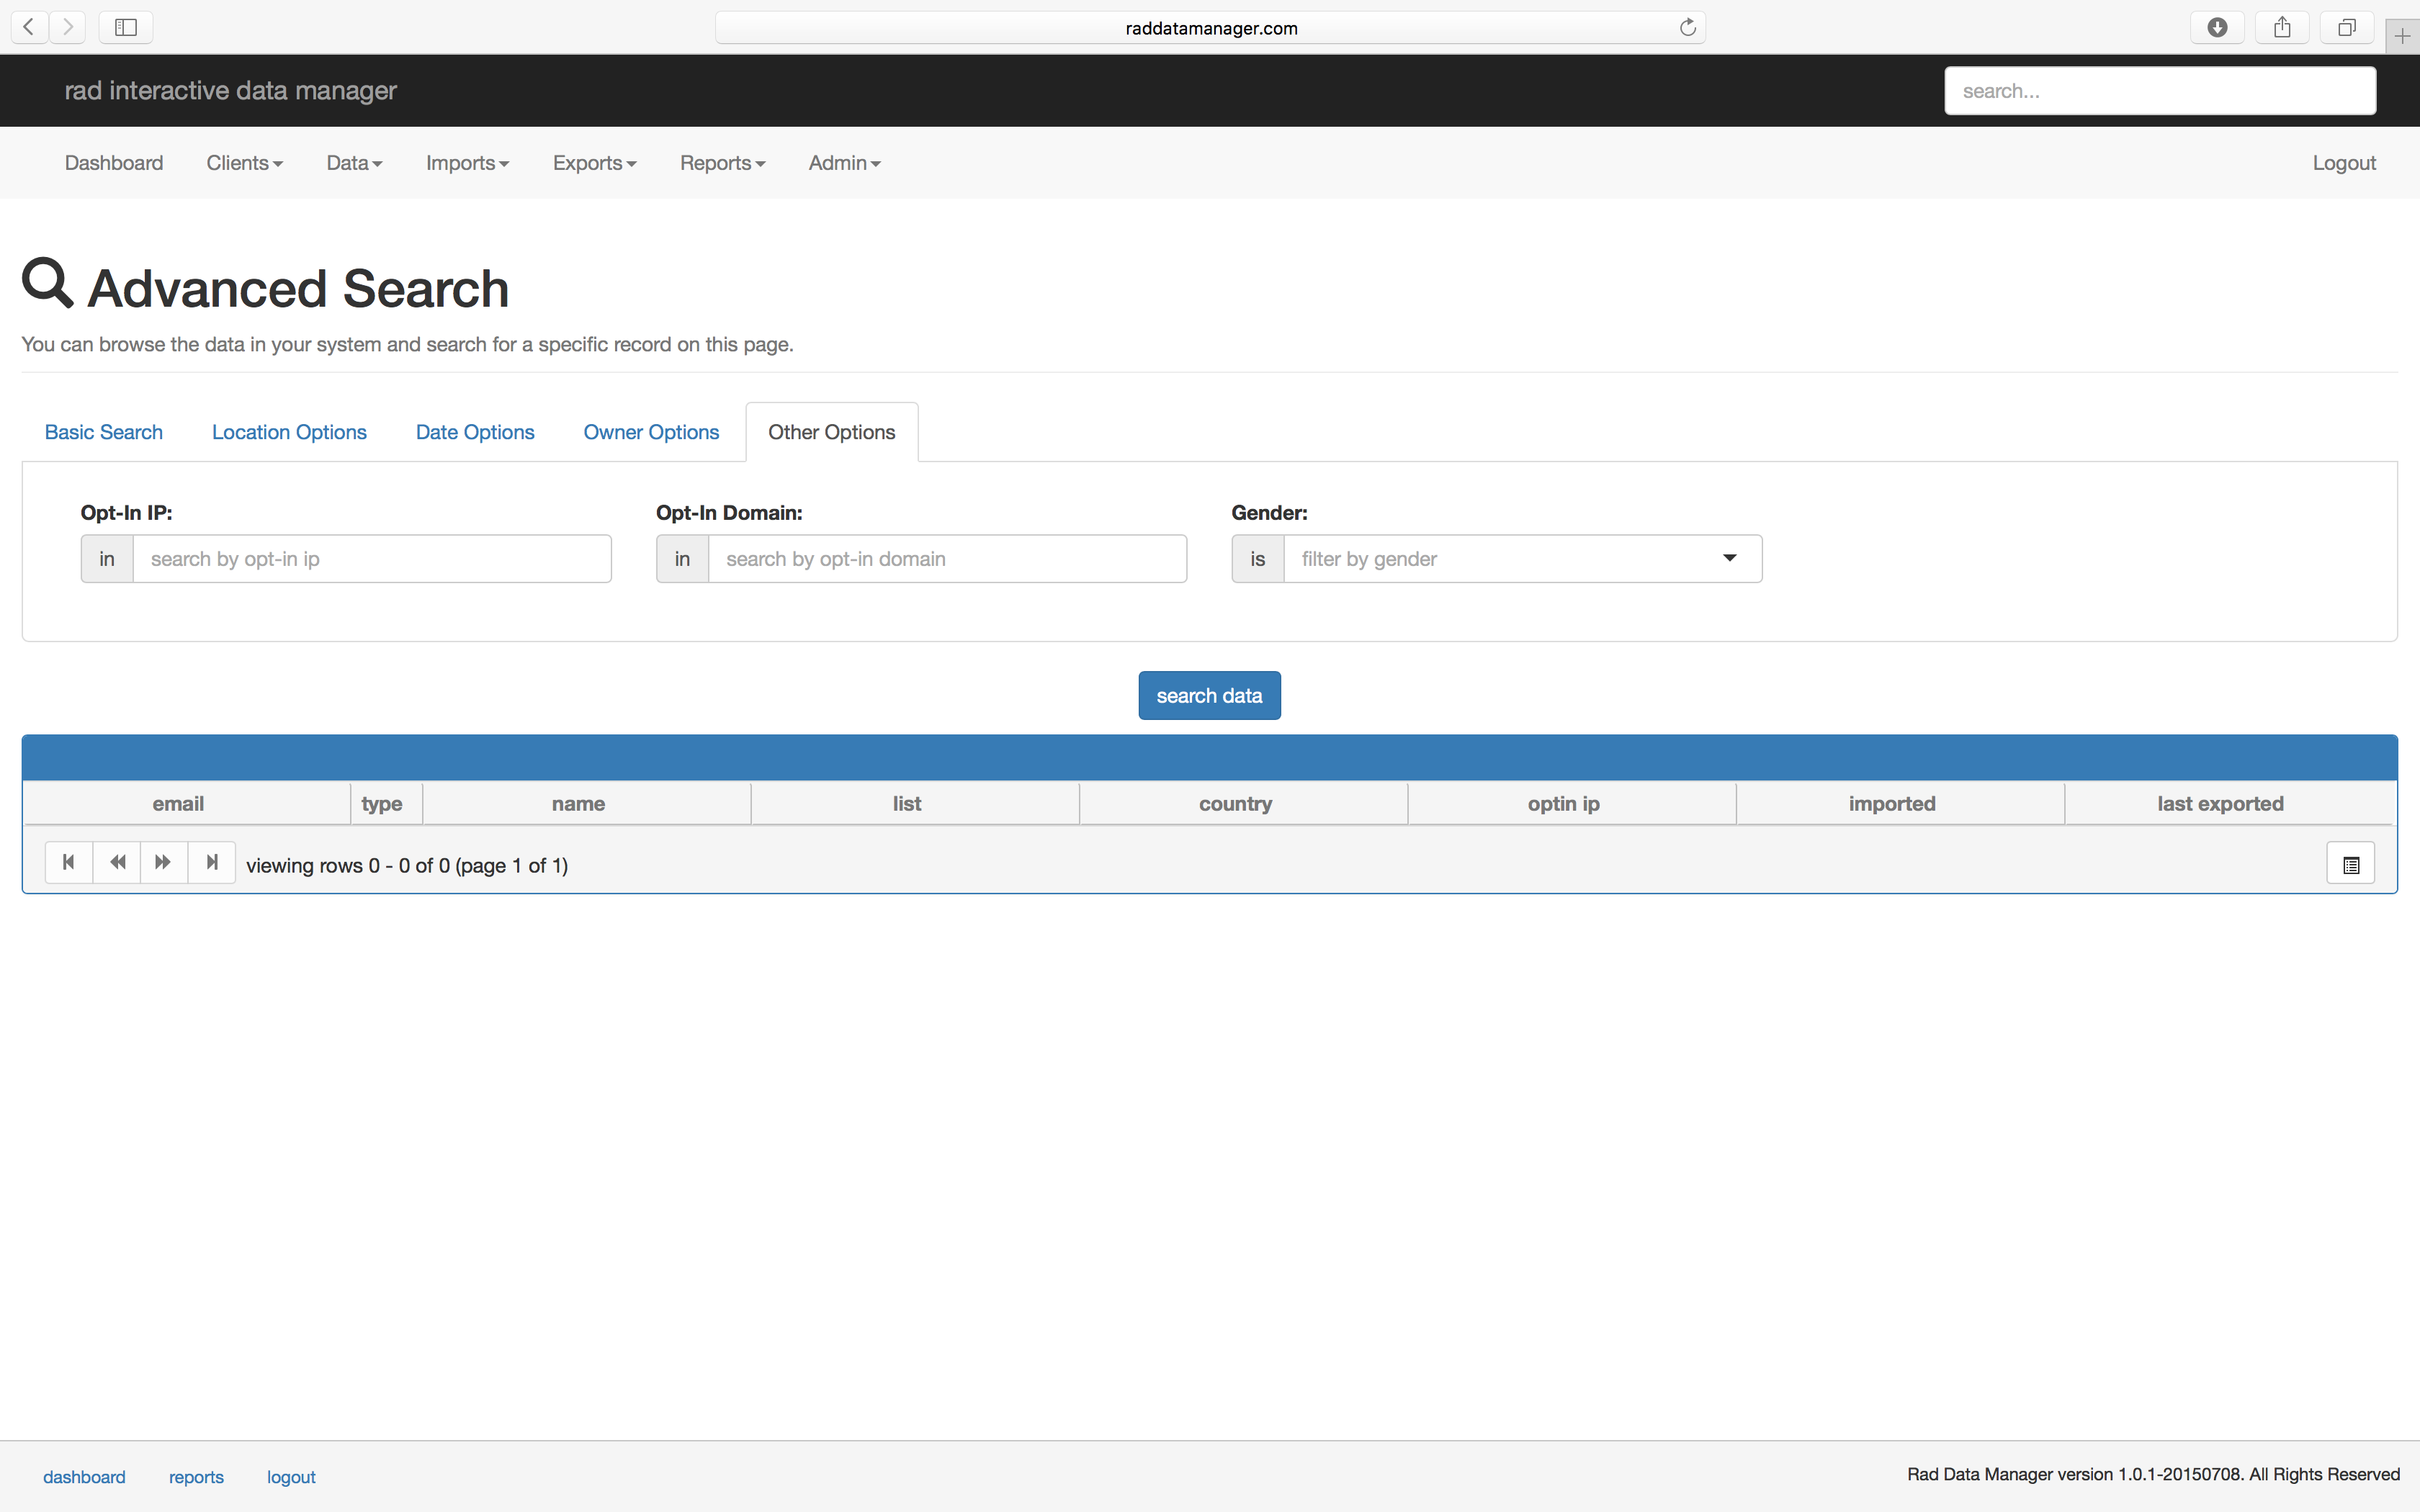 raddatamanager.com
rad interactive data manager
search...
Dashboard Clients Data Imports Exports Reports Admin Logout
Advanced Search
You can browse the data in your system and search for a specific record on this page.
Basic Search Location Options Date Options Owner Options Other Options
Opt-In IP: Opt-In Domain: Gender:
in search by opt-in ip in search by opt-in domain is filter by gender
search data
email type name list country optin ip imported last exported
viewing rows 0 - 0 of 0 (page 1 of 1)
dashboard reports logout Rad Data Manager version 1.0.1-20150708. All Rights Reserved